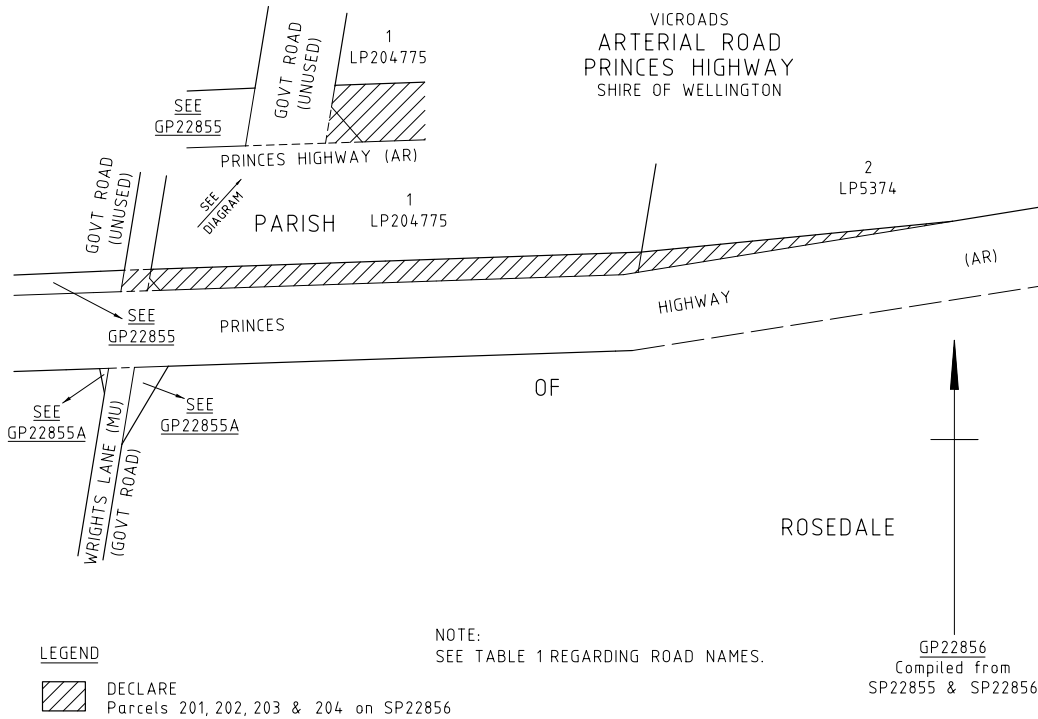 VICROADS
ARTERIAL ROAD
PRINCES HIGHWAY
SHIRE OF WELLINGTON
1
LP204775
GOVT ROAD
(UNUSED)
SEE
GP22855
PRINCES HIGHWAY (AR)
GOVT ROAD
(UNUSED)
SEE
DIAGRAM
PARISH
1
LP204775
2
LP5374
(AR)
HIGHWAY
PRINCES
SEE
GP22855
OF
SEE
GP22855A
SEE
GP22855A
WRIGHTS LANE (MU)
(GOVT ROAD)
ROSEDALE
LEGEND
DECLARE
Parcels 201, 202, 203 & 204 on SP22856
NOTE:
SEE TABLE 1 REGARDING ROAD NAMES.
GP22856
Compiled from
SP22855 & SP22856